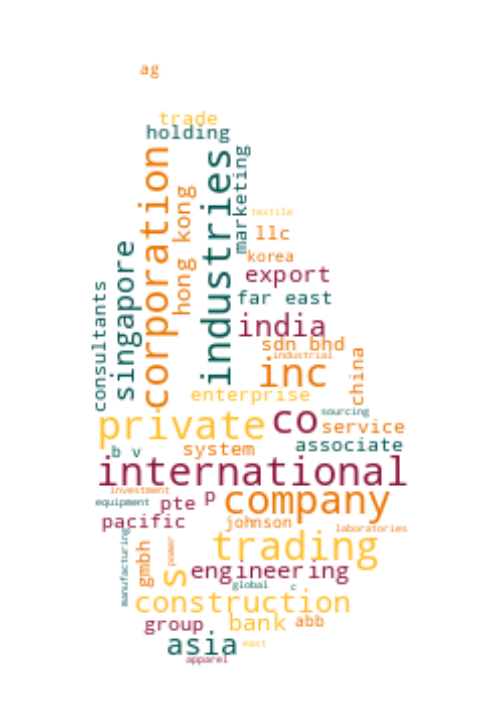 ag
trade
holding
corporation
industries
hong kong
marketing
textile
llc
korea
singapore
export
consultants
far east
india
sdn bhd
industrial
inc
china
enterprise
private
co
sourcing
service
associate
b v
system
international
investment
equipment
pte
p
company
pacific
johnson
laboratories
manufacturing
gmbh
power
s
trading
engineering
global
c
construction
group
bank
abb
asia
east
apparel